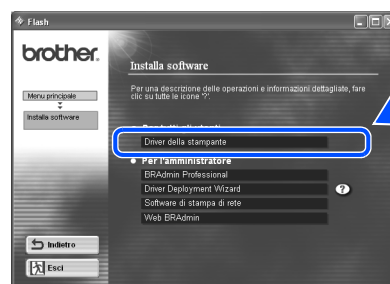 Flash
brother.
Installa software
Per una descrizione delle operazioni e informazioni dettagliate, fare
clic su tutte le icone '?'.
Menu principale
Installa software
Driver della stampante
Per l'amministratore
BRAdmin Professional
Driver Deployment Wizard
?
Software di stampa di rete
Web BRAdmin
Indietro
Esci